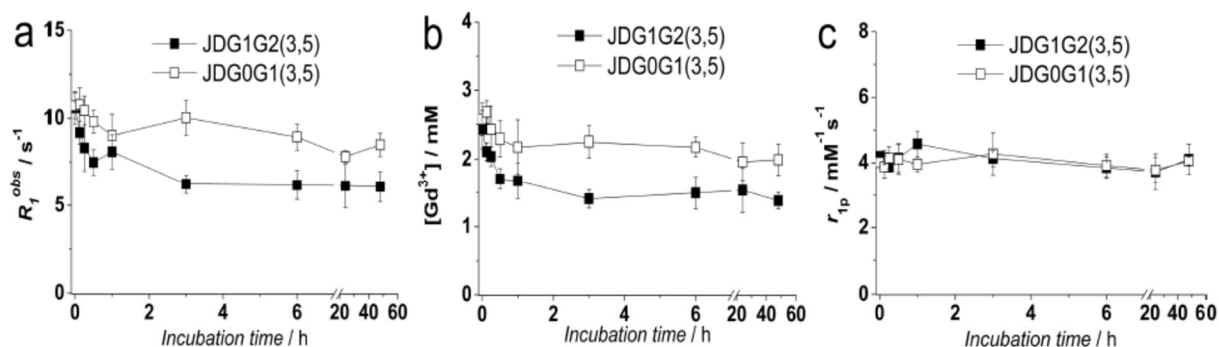 a
JDG1G2(3,5)
JDG0G1(3,5)
R₁ᵒᵇˢ / s⁻¹
15
10
5
0
0 2 4 6 20 40 60
Incubation time / h
b
JDG1G2(3,5)
JDG0G1(3,5)
[Gd³⁺] / mM
4
3
2
1
0
0 2 4 6 20 40 60
Incubation time / h
c
JDG1G2(3,5)
JDG0G1(3,5)
r₁ₚ / mM⁻¹ s⁻¹
8
6
4
2
0
0 2 4 6 20 40 60
Incubation time / h